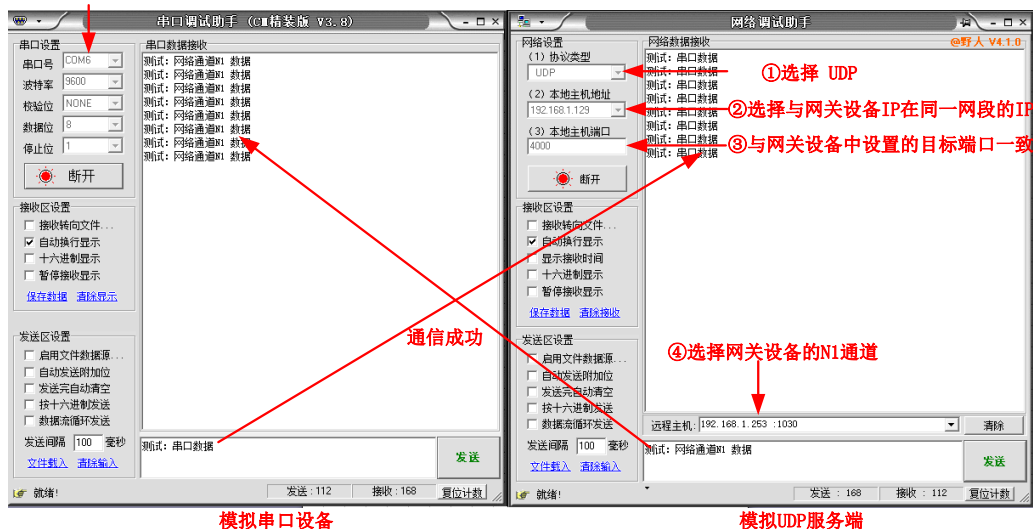 串口调试助手 (CM精装版 V3.8)
串口设置
串口号 COM6
波特率 9600
校验位 NONE
数据位 8
停止位 1
断开
接收区设置
接收转向文件...
自动换行显示
十六进制显示
暂停接收显示
保存数据 清除显示
发送区设置
启用文件数据源...
自动发送附加位
发送完自动清空
按十六进制发送
数据流循环发送
发送间隔 100 毫秒
文件载入 清除输入
串口数据接收
测试: 网络通道N1 数据
测试: 网络通道N1 数据
测试: 网络通道N1 数据
测试: 网络通道N1 数据
测试: 网络通道N1 数据
测试: 网络通道N1 数据
测试: 网络通道N1 数据
测试: 网络通道N1 数据
通信成功
测试: 串口数据
发送
就绪!
发送:112
接收:168
复位计数
模拟串口设备
网络调试助手
网络设置
(1) 协议类型
UDP
(2) 本地主机地址
192.168.1.129
(3) 本地主机端口
4000
断开
接收区设置
接收转向文件...
自动换行显示
显示接收时间
十六进制显示
暂停接收显示
保存数据 清除接收
发送区设置
启用文件数据源...
自动发送附加位
发送完自动清空
按十六进制发送
数据流循环发送
发送间隔 100 毫秒
文件载入 清除输入
网络数据接收
@野人 V4.1.0
测试: 串口数据
测试: 串口数据
测试: 串口数据
测试: 串口数据
测试: 串口数据
测试: 串口数据
测试: 串口数据
测试: 串口数据
①选择 UDP
②选择与网关设备IP在同一网段的IP
③与网关设备中设置的目标端口一致
④选择网关设备的N1通道
远程主机: 192.168.1.253 :1030
清除
测试: 网络通道N1 数据
发送
就绪!
发送 : 168
接收 : 112
复位计数
模拟UDP服务端